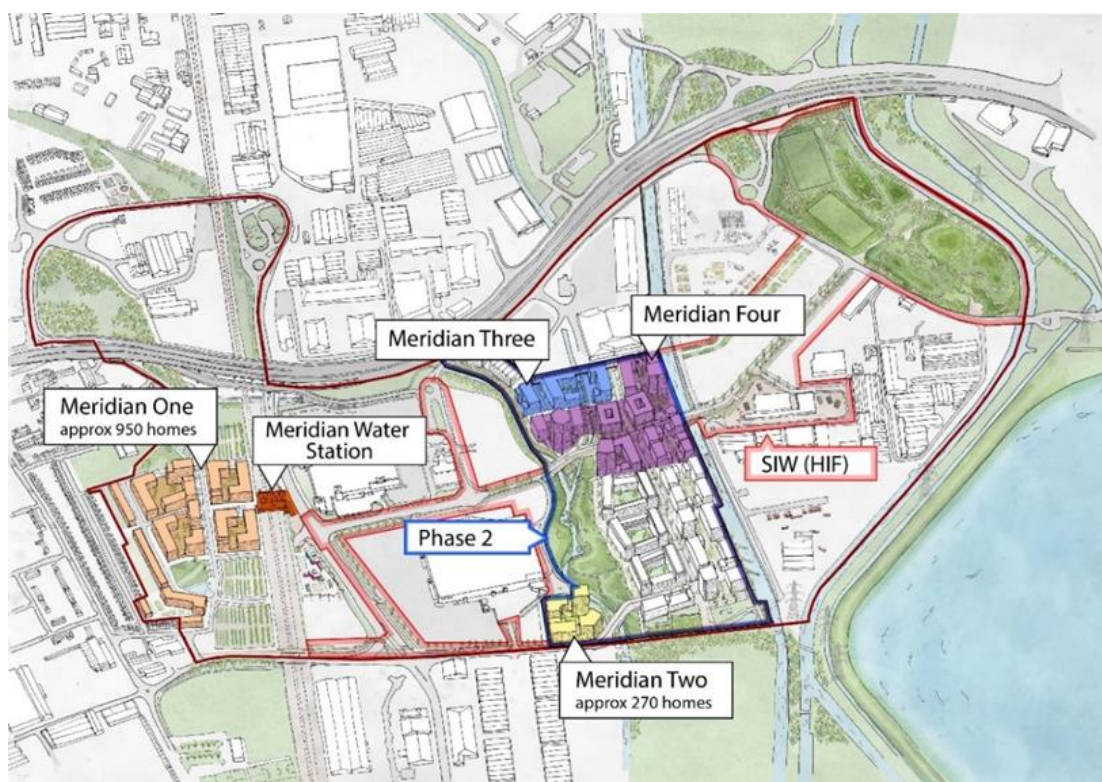 Meridian Three
Meridian Four
Meridian One
approx 950 homes
Meridian Water
Station
SIW (HIF)
Phase 2
Meridian Two
approx 270 homes